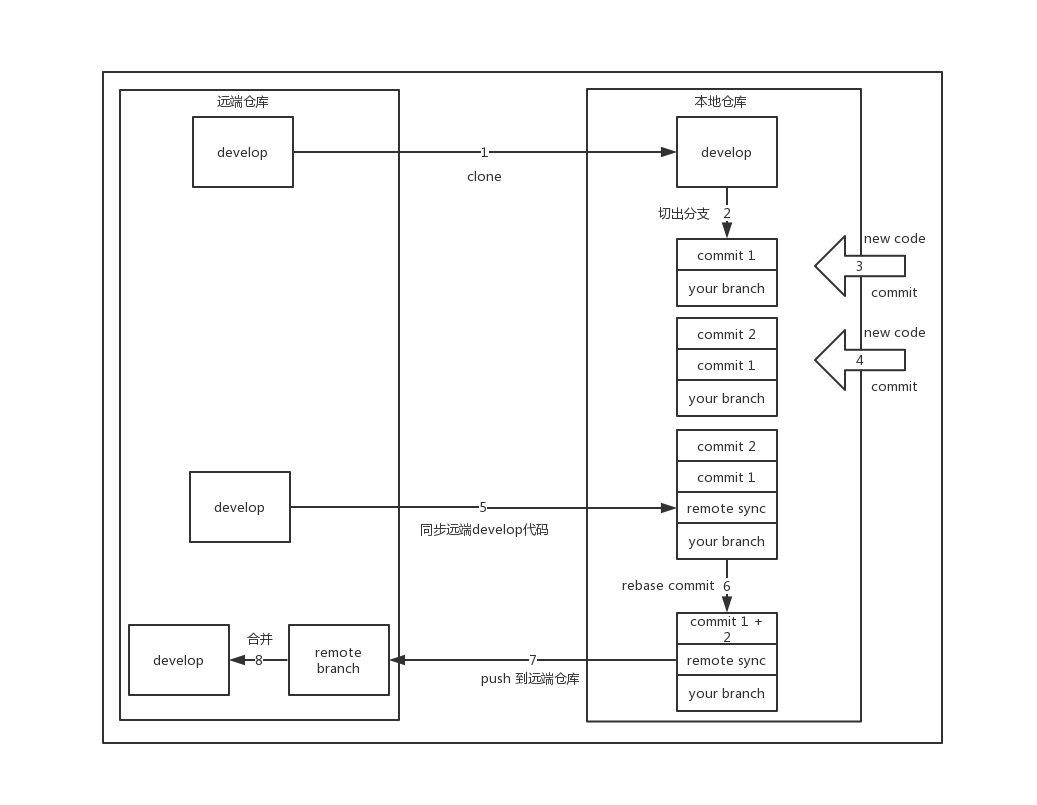 远端仓库
本地仓库
develop
1
clone
develop
切出分支
2
commit 1
your branch
new code
3
commit
commit 2
commit 1
your branch
new code
4
commit
develop
5
同步远端develop代码
commit 2
commit 1
remote sync
your branch
rebase commit
6
commit 1 +
2
remote sync
your branch
7
push 到远端仓库
remote
branch
合并
8
develop